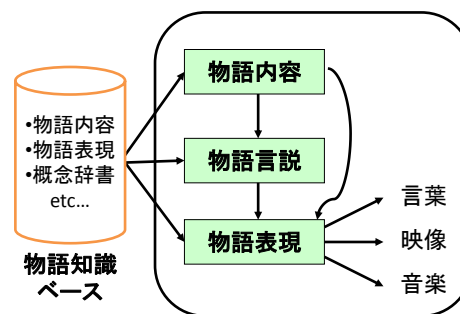 •物語内容
•物語表現
•概念辞書
etc…
物語知識
ベース
物語内容
物語言説
物語表現
言葉
映像
音楽